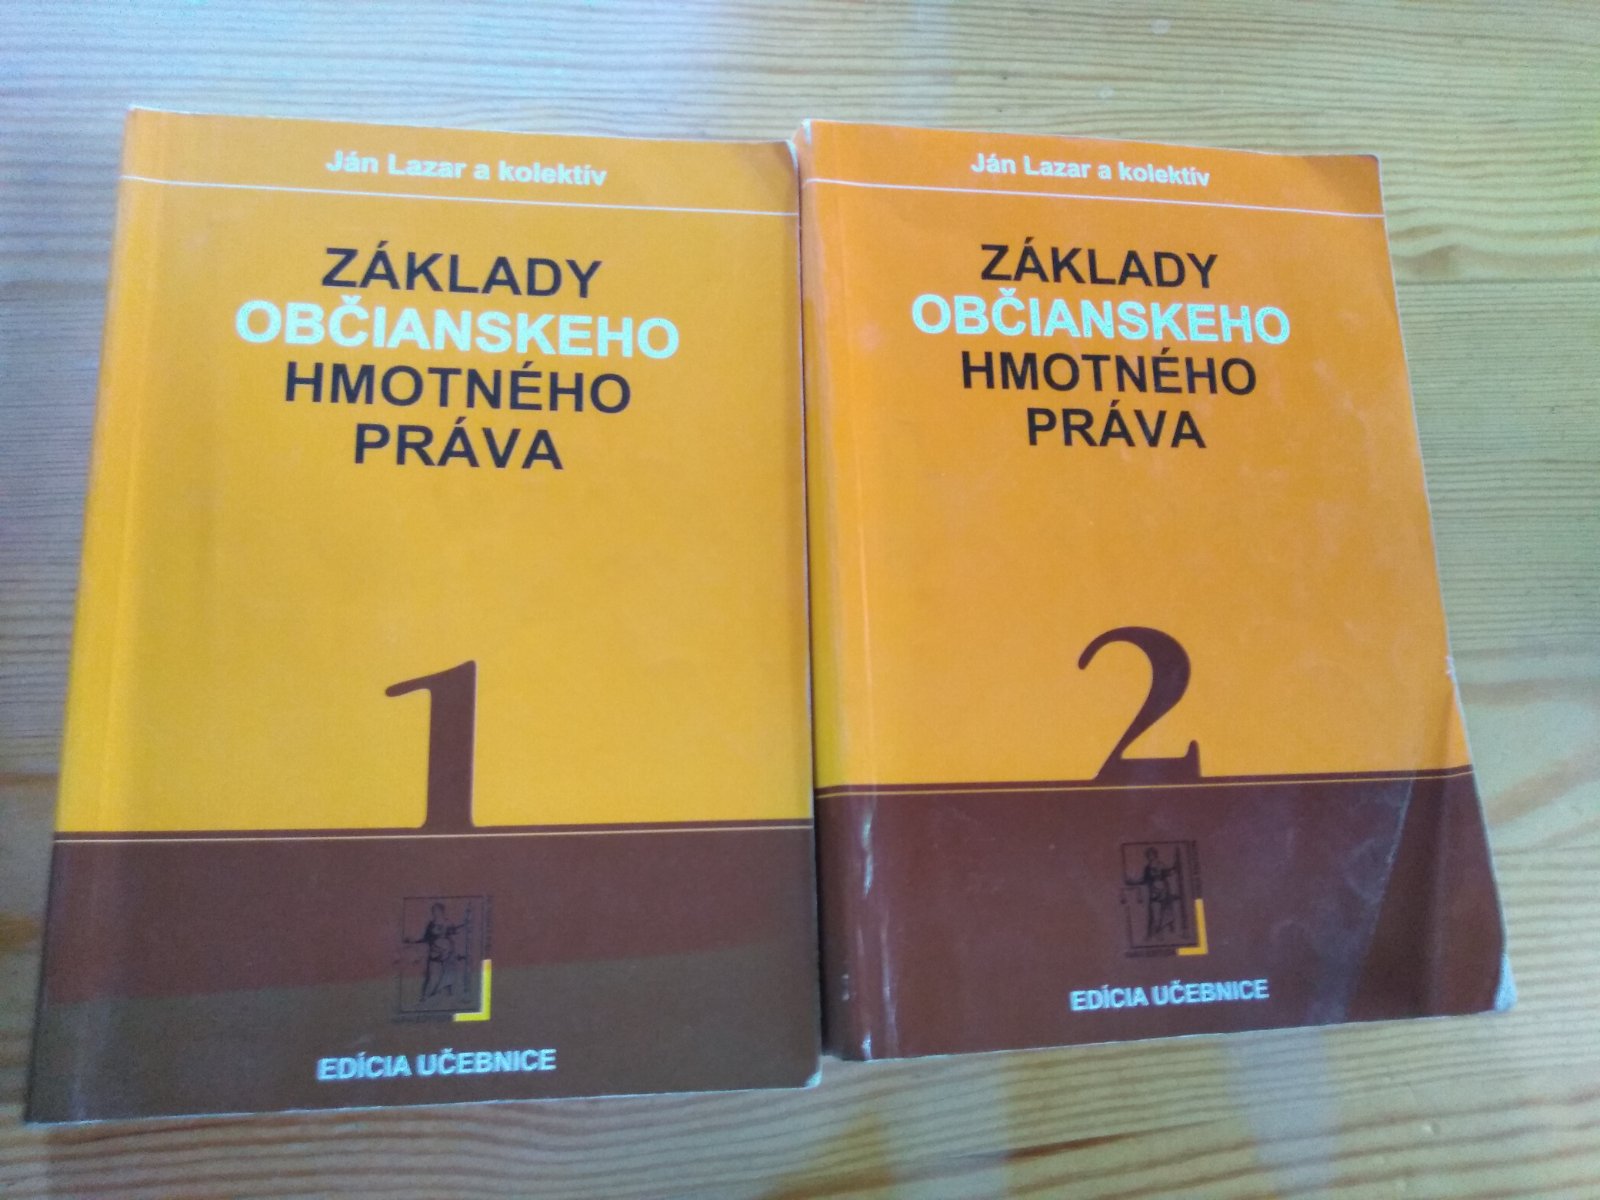 Ján Lazar a kolektív
ZÁKLADY
OBČIANSKEHO
HMOTNÉHO
PRÁVA
1
EDÍCIA UČEBNICE
Ján Lazar a kolektív
ZÁKLADY
OBČIANSKEHO
HMOTNÉHO
PRÁVA
2
EDÍCIA UČEBNICE